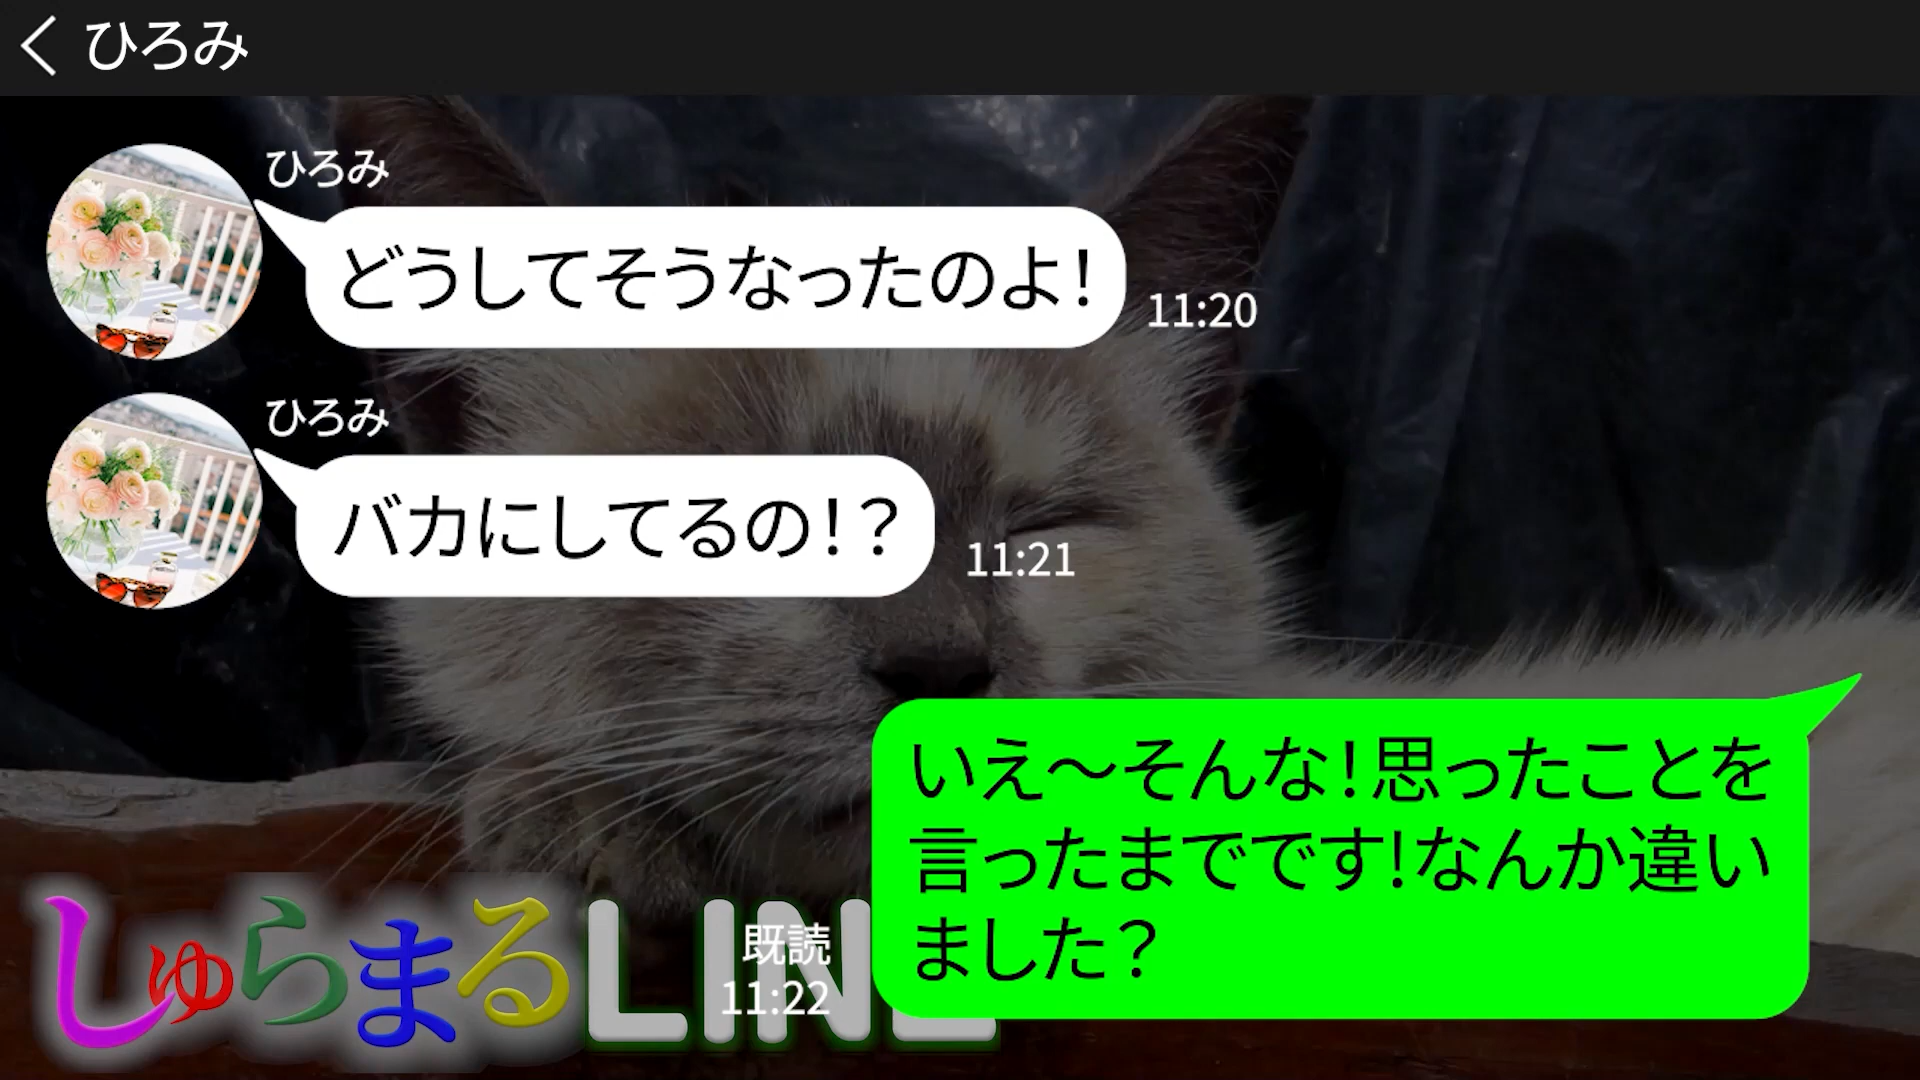 ひろみ
ひろみ
どうしてそうなったのよ！
11:20
ひろみ
バカにしてるの！？
11:21
いえ〜そんな！思ったことを
言ったまでです！なんか違い
ました？
既読
11:22
しゅらまるLINE